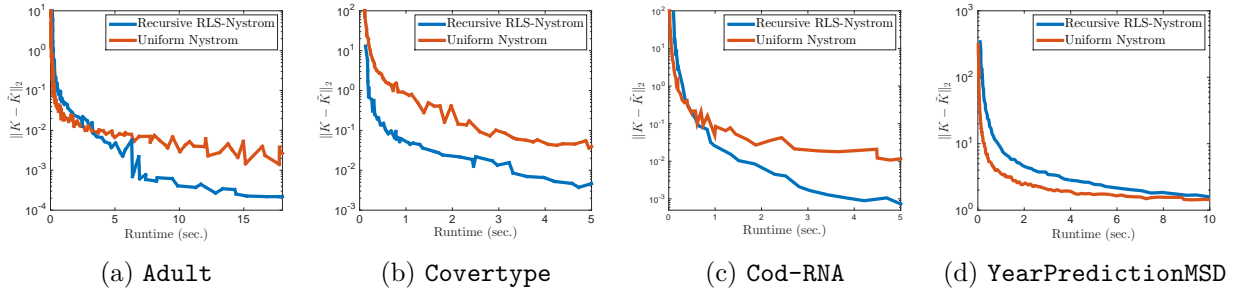 Recursive RLS-Nystrom
Uniform Nystrom
10^1
10^0
10^-1
10^-2
10^-3
10^-4
‖K − K̃‖_2
0 5 10 15
Runtime (sec.)
(a) Adult
Recursive RLS-Nystrom
Uniform Nystrom
10^2
10^1
10^0
10^-1
10^-2
10^-3
‖K − K̃‖_2
0 1 2 3 4 5
Runtime (sec.)
(b) Covertype
Recursive RLS-Nystrom
Uniform Nystrom
10^2
10^1
10^0
10^-1
10^-2
10^-3
‖K − K̃‖_2
0 1 2 3 4 5
Runtime (sec.)
(c) Cod-RNA
Recursive RLS-Nystrom
Uniform Nystrom
10^3
10^2
10^1
10^0
‖K − K̃‖_2
0 2 4 6 8 10
Runtime (sec.)
(d) YearPredictionMSD